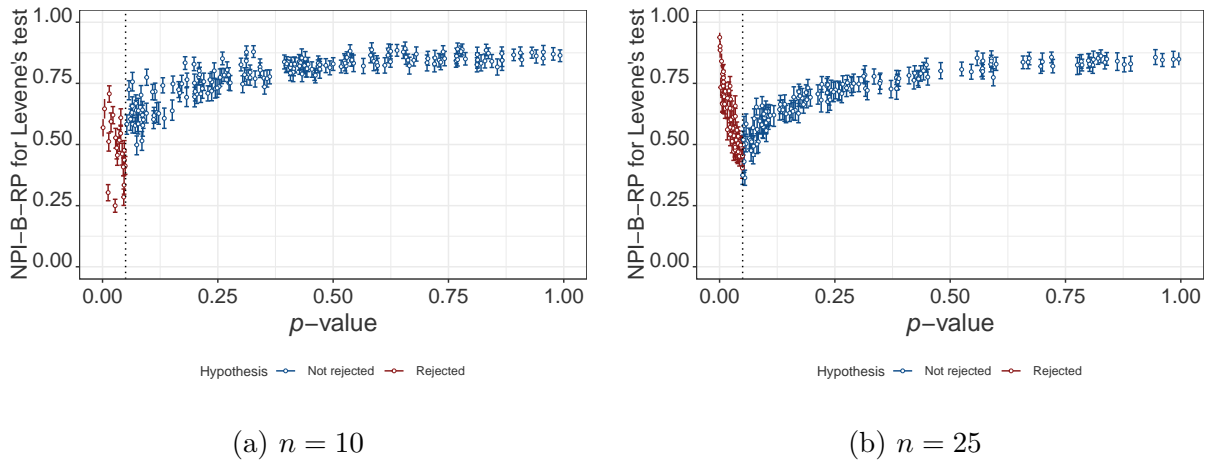 NPI−B−RP for Levene's test
1.00
0.75
0.50
0.25
0.00
0.00 0.25 0.50 0.75 1.00
p−value
Hypothesis Not rejected Rejected
(a) n = 10
NPI−B−RP for Levene's test
1.00
0.75
0.50
0.25
0.00
0.00 0.25 0.50 0.75 1.00
p−value
Hypothesis Not rejected Rejected
(b) n = 25